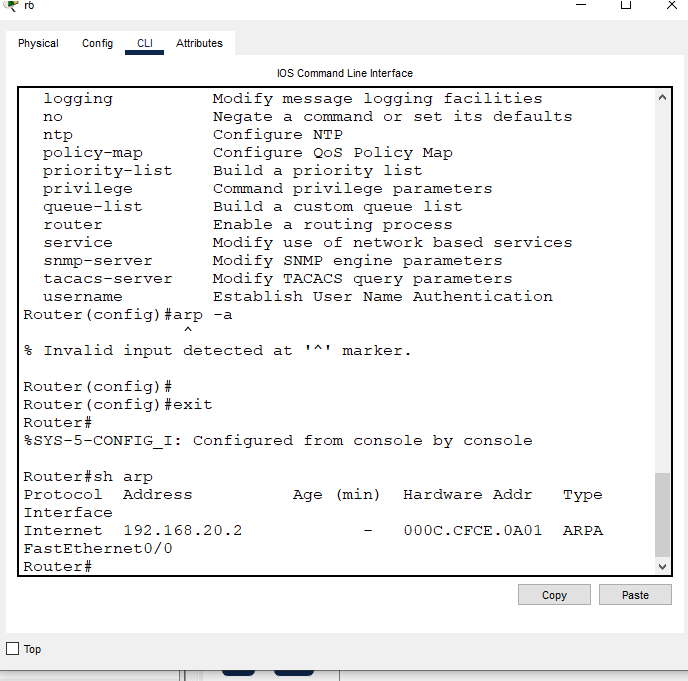 rb
Physical Config CLI Attributes
IOS Command Line Interface
logging Modify message logging facilities
no Negate a command or set its defaults
ntp Configure NTP
policy-map Configure QoS Policy Map
priority-list Build a priority list
privilege Command privilege parameters
queue-list Build a custom queue list
router Enable a routing process
service Modify use of network based services
snmp-server Modify SNMP engine parameters
tacacs-server Modify TACACS query parameters
username Establish User Name Authentication
Router(config)#arp -a
^
% Invalid input detected at '^' marker.
Router(config)#
Router(config)#exit
Router#
%SYS-5-CONFIG_I: Configured from console by console
Router#sh arp
Protocol Address Age (min) Hardware Addr Type
Interface
Internet 192.168.20.2 - 000C.CFCE.0A01 ARPA
FastEthernet0/0
Router#
Copy Paste
Top